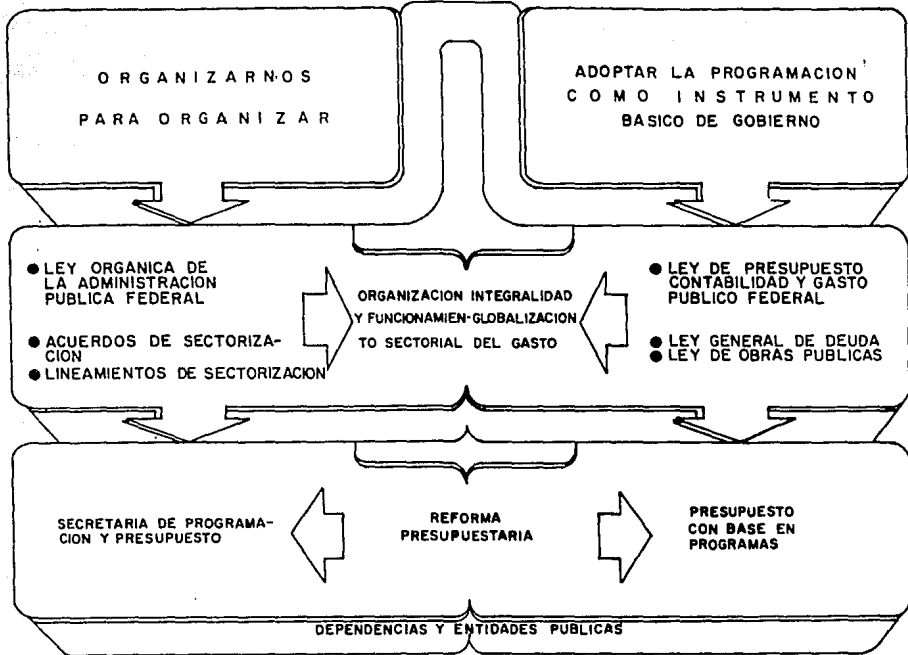 ORGANIZARNOS
PARA ORGANIZAR
ADOPTAR LA PROGRAMACION
COMO INSTRUMENTO
BASICO DE GOBIERNO
● LEY ORGANICA DE
LA ADMINISTRACION
PUBLICA FEDERAL
● ACUERDOS DE SECTORIZA-
CION
● LINEAMIENTOS DE SECTORIZACION
ORGANIZACION INTEGRALIDAD
Y FUNCIONAMIEN-GLOBALIZACION
TO SECTORIAL DEL GASTO
● LEY DE PRESUPUESTO
CONTABILIDAD Y GASTO
PUBLICO FEDERAL
● LEY GENERAL DE DEUDA
● LEY DE OBRAS PUBLICAS
SECRETARIA DE PROGRAMA-
CION Y PRESUPUESTO
REFORMA
PRESUPUESTARIA
PRESUPUESTO
CON BASE EN
PROGRAMAS
DEPENDENCIAS Y ENTIDADES PUBLICAS